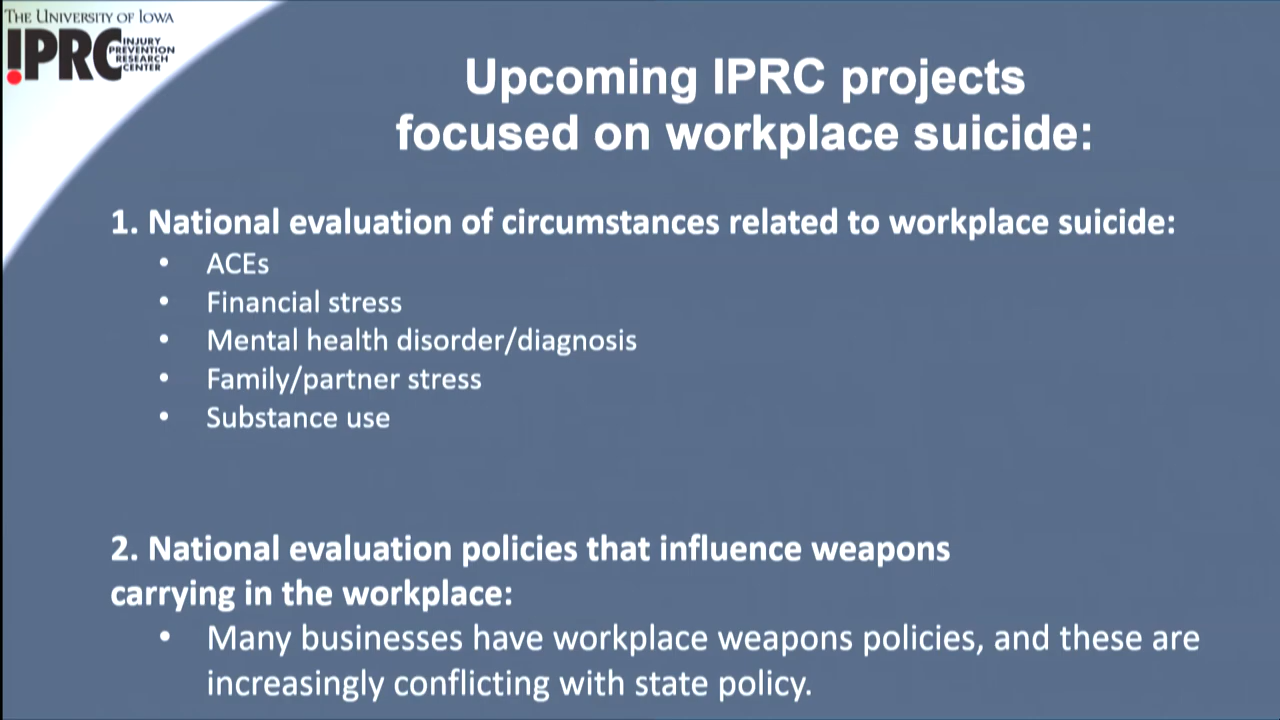 THE UNIVERSITY OF IOWA
IPRC
INJURY
PREVENTION
RESEARCH
CENTER
Upcoming IPRC projects
focused on workplace suicide:
1. National evaluation of circumstances related to workplace suicide:
• ACEs
• Financial stress
• Mental health disorder/diagnosis
• Family/partner stress
• Substance use
2. National evaluation policies that influence weapons
carrying in the workplace:
• Many businesses have workplace weapons policies, and these are
increasingly conflicting with state policy.